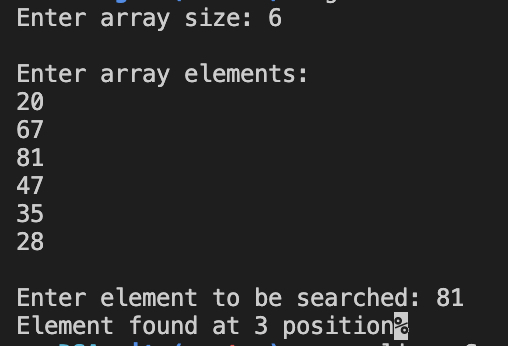 Enter array size: 6
Enter array elements:
20
67
81
47
35
28
Enter element to be searched: 81
Element found at 3 position%